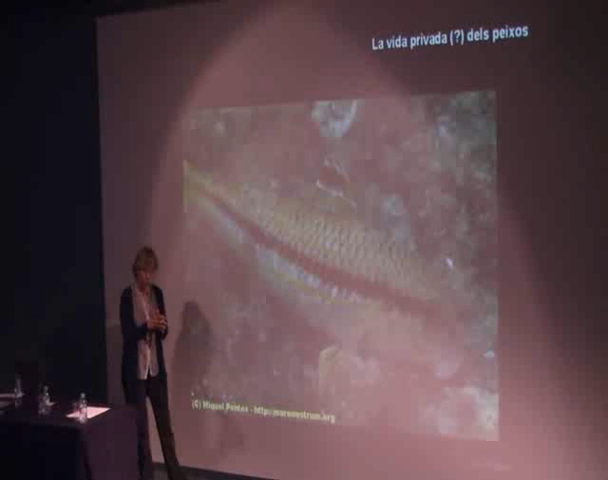 La vida privada (?) dels peixos
(C) Miquel Pontes - http://marenostrum.org